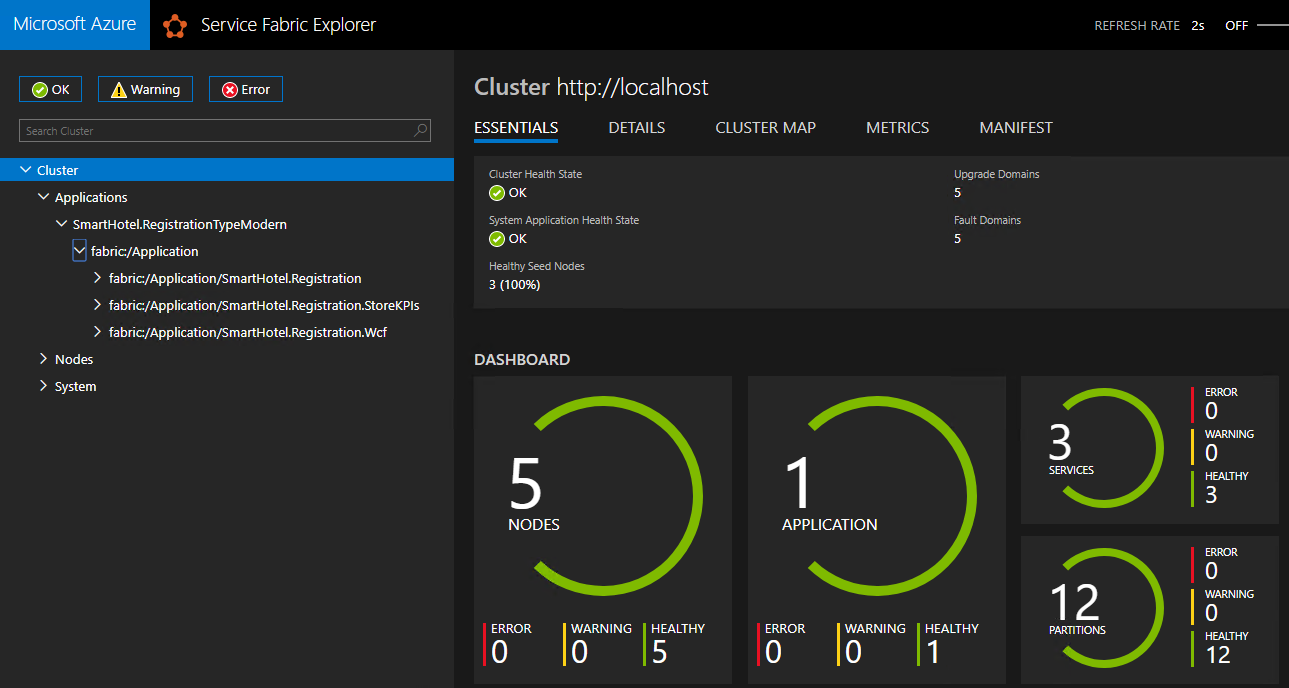 Microsoft Azure
Service Fabric Explorer
REFRESH RATE 2s OFF
OK
Warning
Error
Search Cluster
Cluster
Applications
SmartHotel.RegistrationTypeModern
fabric:/Application
fabric:/Application/SmartHotel.Registration
fabric:/Application/SmartHotel.Registration.StoreKPIs
fabric:/Application/SmartHotel.Registration.Wcf
Nodes
System
Cluster http://localhost
ESSENTIALS DETAILS CLUSTER MAP METRICS MANIFEST
Cluster Health State
OK
System Application Health State
OK
Healthy Seed Nodes
3 (100%)
Upgrade Domains
5
Fault Domains
5
DASHBOARD
5
NODES
ERROR
0
WARNING
0
HEALTHY
5
1
APPLICATION
ERROR
0
WARNING
0
HEALTHY
1
3
SERVICES
ERROR
0
WARNING
0
HEALTHY
3
12
PARTITIONS
ERROR
0
WARNING
0
HEALTHY
12